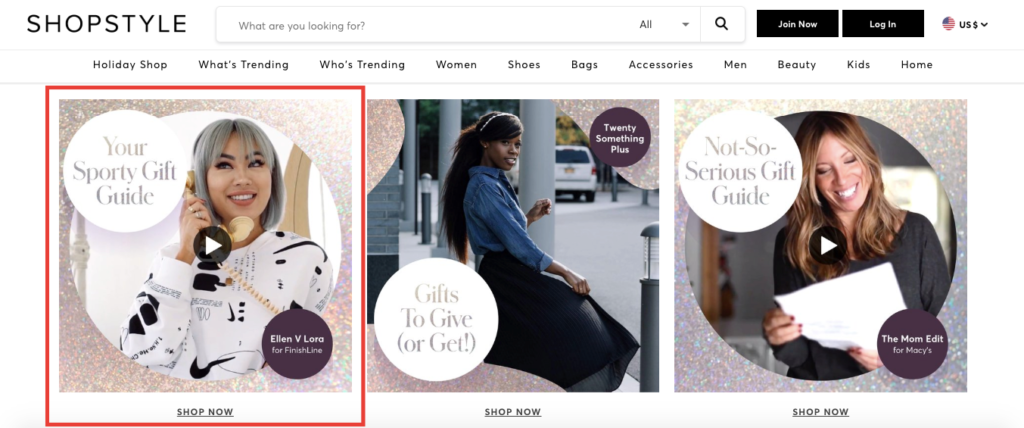 SHOPSTYLE
What are you looking for?
All
Join Now
Log In
US $
Holiday Shop
What's Trending
Who's Trending
Women
Shoes
Bags
Accessories
Men
Beauty
Kids
Home
Your
Sporty Gift
Guide
Ellen V Lora
for FinishLine
SHOP NOW
Twenty
Something
Plus
Gifts
To Give
(or Get!)
SHOP NOW
Not-So-
Serious Gift
Guide
The Mom Edit
for Macy's
SHOP NOW